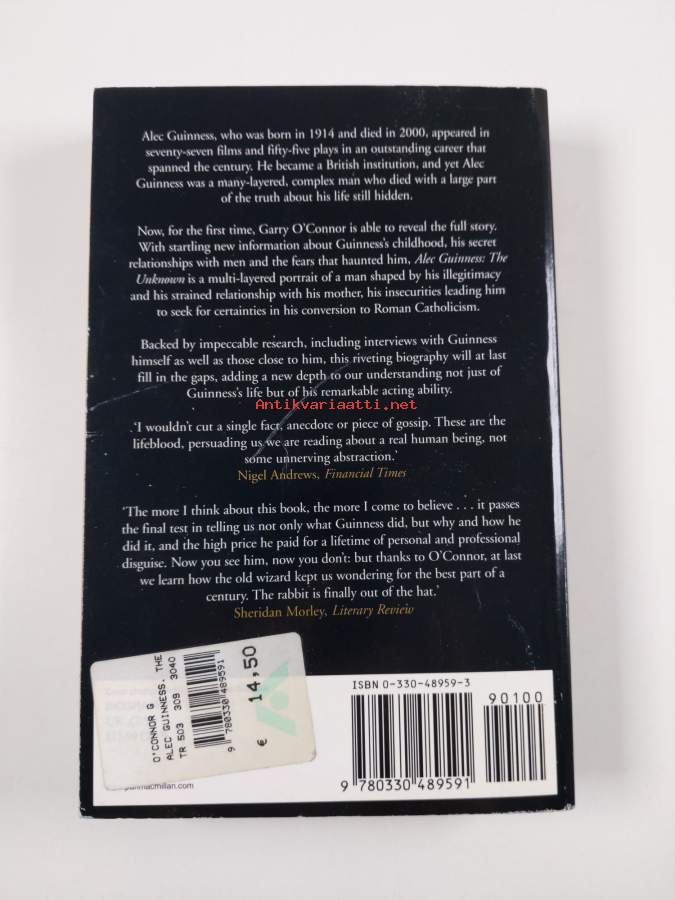 Alec Guinness, who was born in 1914 and died in 2000, appeared in
seventy-seven films and fifty-five plays in an outstanding career that
spanned the century. He became a British institution, and yet Alec
Guinness was a many-layered, complex man who died with a large part
of the truth about his life still hidden.
Now, for the first time, Garry O'Connor is able to reveal the full story.
With startling new information about Guinness's childhood, his secret
relationships with men and the fears that haunted him, Alec Guinness: The
Unknown is a multi-layered portrait of a man shaped by his illegitimacy
and his strained relationship with his mother, his insecurities leading him
to seek for certainties in his conversion to Roman Catholicism.
Backed by impeccable research, including interviews with Guinness
himself as well as those close to him, this riveting biography will at last
fill in the gaps, adding a new depth to our understanding not just of
Guinness's life but of his remarkable acting ability.
Antikvariaatti.net
'I wouldn't cut a single fact, anecdote or piece of gossip. These are the
lifeblood, persuading us we are reading about a real human being, not
some unnerving abstraction.'
Nigel Andrews, Financial Times
'The more I think about this book, the more I come to believe . . . it passes
the final test in telling us not only what Guinness did, but why and how he
did it, and the high price he paid for a lifetime of personal and professional
disguise. Now you see him, now you don't: but thanks to O'Connor, at last
we learn how the old wizard kept us wondering for the best part of a
century. The rabbit is finally out of the hat.'
Sheridan Morley, Literary Review
O'CONNOR G
ALEC GUINNESS. THE
TR 503 309 3040
9 780330 489591
€ 14,50
ISBN 0-330-48959-3
90100
9 780330 489591
panmacmillan.com